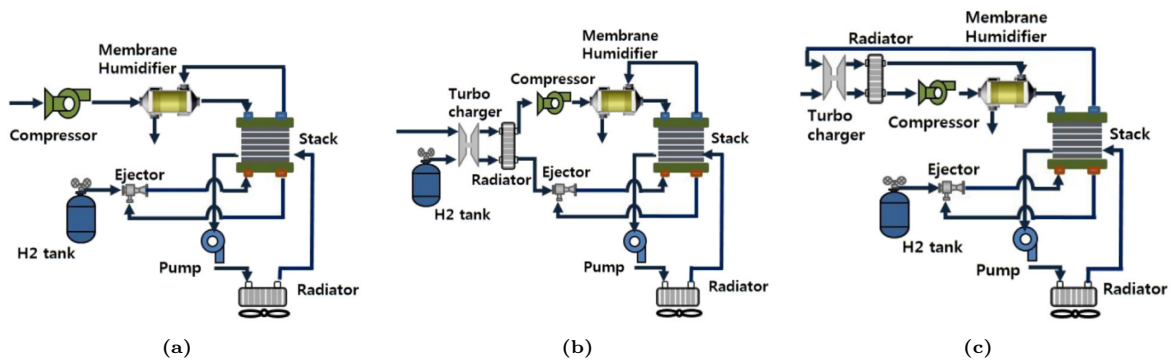 Membrane
Humidifier
Compressor
Stack
Ejector
H2 tank
Pump
Radiator
(a)
Membrane
Humidifier
Compressor
Turbo
charger
Stack
Radiator
Ejector
H2 tank
Pump
Radiator
(b)
Membrane
Humidifier
Radiator
Turbo
charger
Compressor
Stack
Ejector
H2 tank
Pump
Radiator
(c)